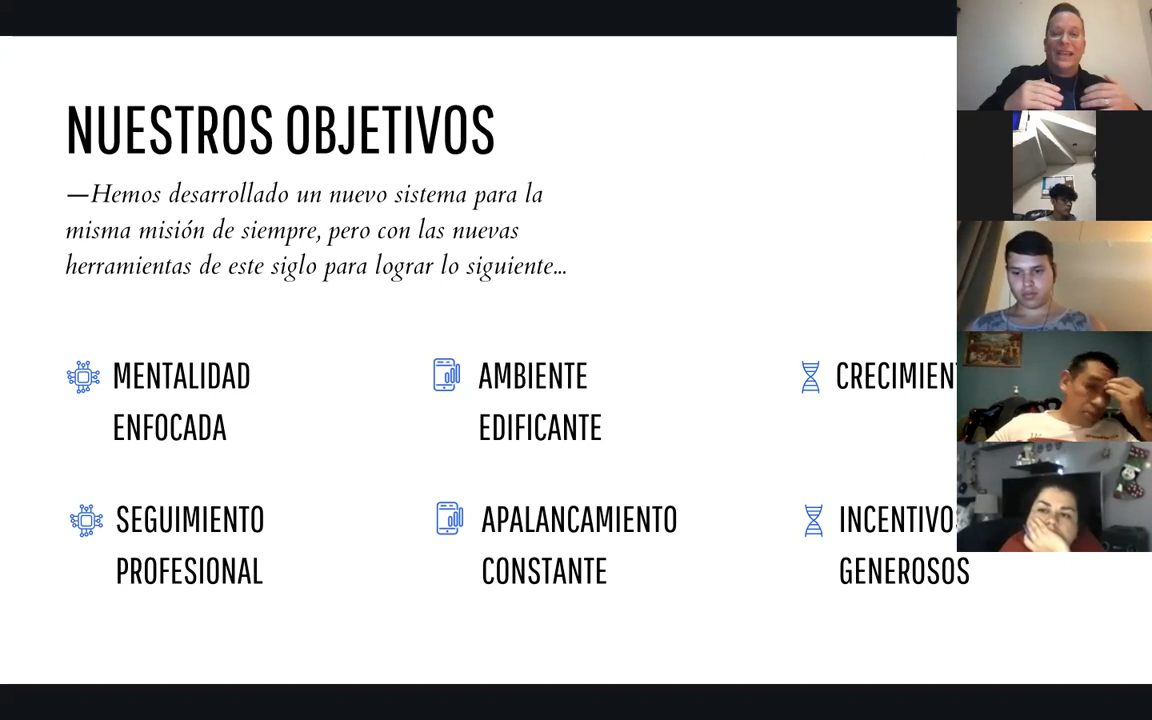 NUESTROS OBJETIVOS
—Hemos desarrollado un nuevo sistema para la
misma misión de siempre, pero con las nuevas
herramientas de este siglo para lograr lo siguiente...
MENTALIDAD
ENFOCADA
AMBIENTE
EDIFICANTE
SEGUIMIENTO
PROFESIONAL
APALANCAMIENTO
CONSTANTE
GENEROSOS